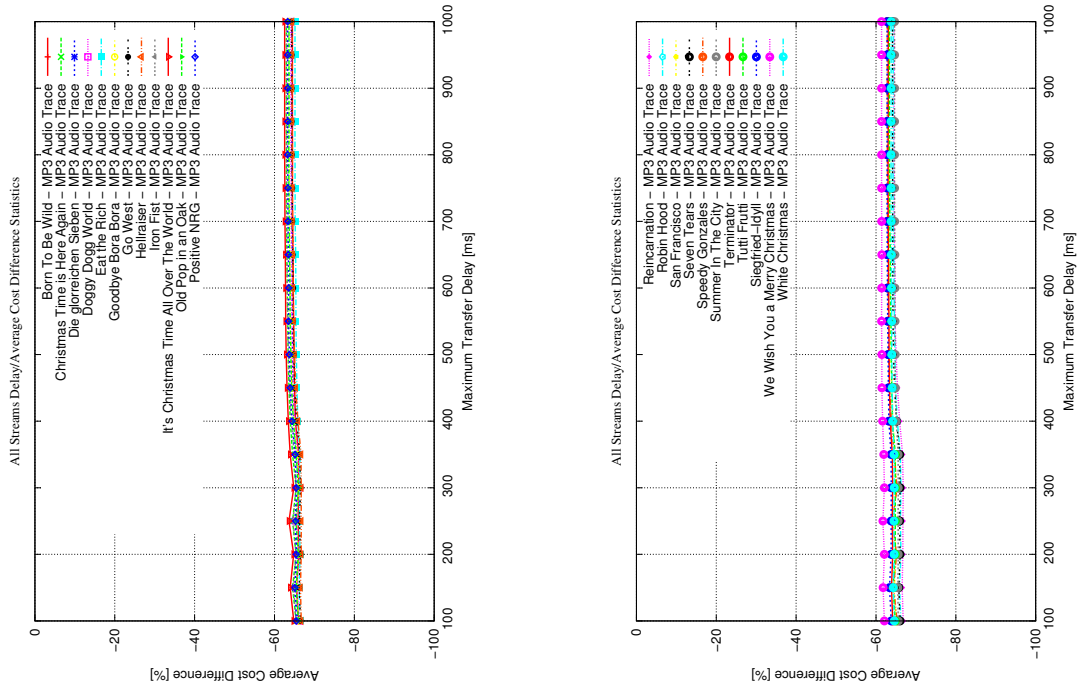 All Streams Delay/Average Cost Difference Statistics
Born To Be Wild – MP3 Audio Trace
Christmas Time is Here Again – MP3 Audio Trace
Die glorreichen Sieben – MP3 Audio Trace
Doggy Dogg World – MP3 Audio Trace
Eat the Rich – MP3 Audio Trace
Goodbye Bora Bora – MP3 Audio Trace
Go West – MP3 Audio Trace
Hellraiser – MP3 Audio Trace
Iron Fist – MP3 Audio Trace
It's Christmas Time All Over The World – MP3 Audio Trace
Old Pop in an Oak – MP3 Audio Trace
Positive NRG – MP3 Audio Trace
Average Cost Difference [%]
0
−20
−40
−60
−80
−100
100
200
300
400
500
600
700
800
900
1000
Maximum Transfer Delay [ms]
All Streams Delay/Average Cost Difference Statistics
Reincarnation – MP3 Audio Trace
Robin Hood – MP3 Audio Trace
San Francisco – MP3 Audio Trace
Seven Tears – MP3 Audio Trace
Speedy Gonzales – MP3 Audio Trace
Summer In The City – MP3 Audio Trace
Terminator – MP3 Audio Trace
Tutti Frutti – MP3 Audio Trace
Siegfried–Idyll – MP3 Audio Trace
We Wish You a Merry Christmas – MP3 Audio Trace
White Christmas – MP3 Audio Trace
Average Cost Difference [%]
0
−20
−40
−60
−80
−100
100
200
300
400
500
600
700
800
900
1000
Maximum Transfer Delay [ms]